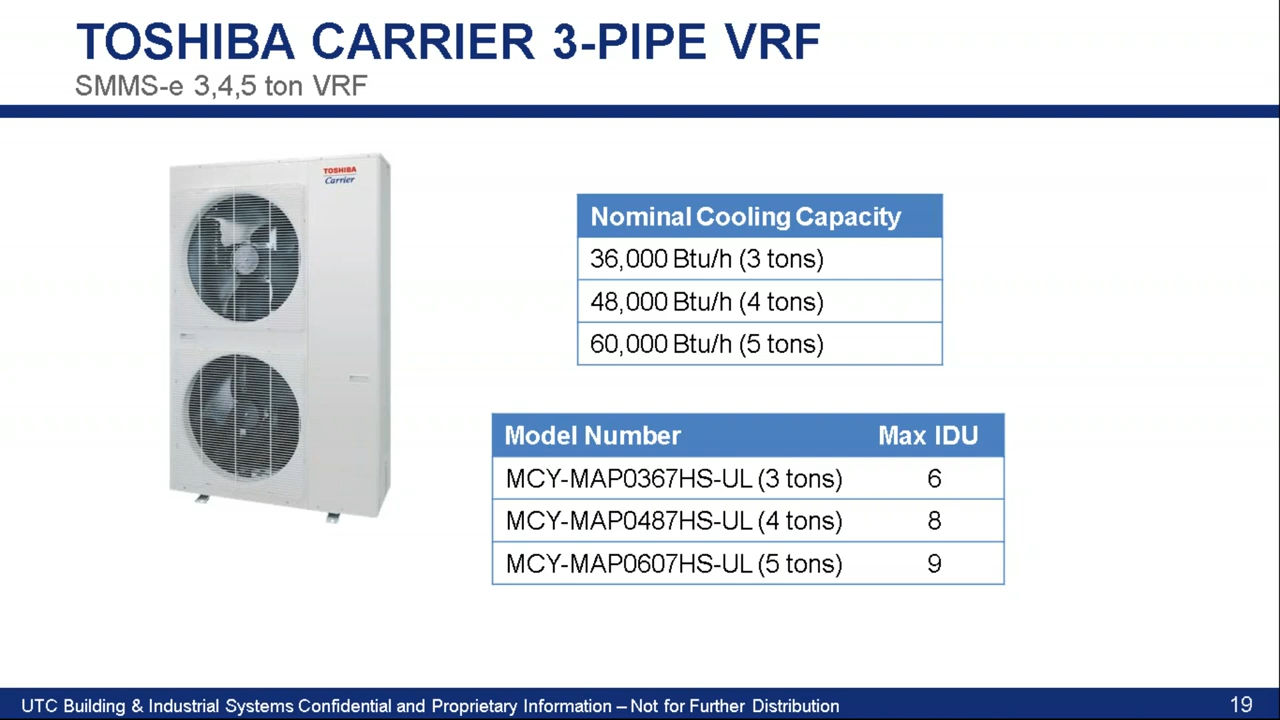 TOSHIBA CARRIER 3-PIPE VRF
SMMS-e 3,4,5 ton VRF
TOSHIBA
Carrier
Nominal Cooling Capacity
36,000 Btu/h (3 tons)
48,000 Btu/h (4 tons)
60,000 Btu/h (5 tons)
Model Number Max IDU
MCY-MAP0367HS-UL (3 tons) 6
MCY-MAP0487HS-UL (4 tons) 8
MCY-MAP0607HS-UL (5 tons) 9
UTC Building & Industrial Systems Confidential and Proprietary Information – Not for Further Distribution 19